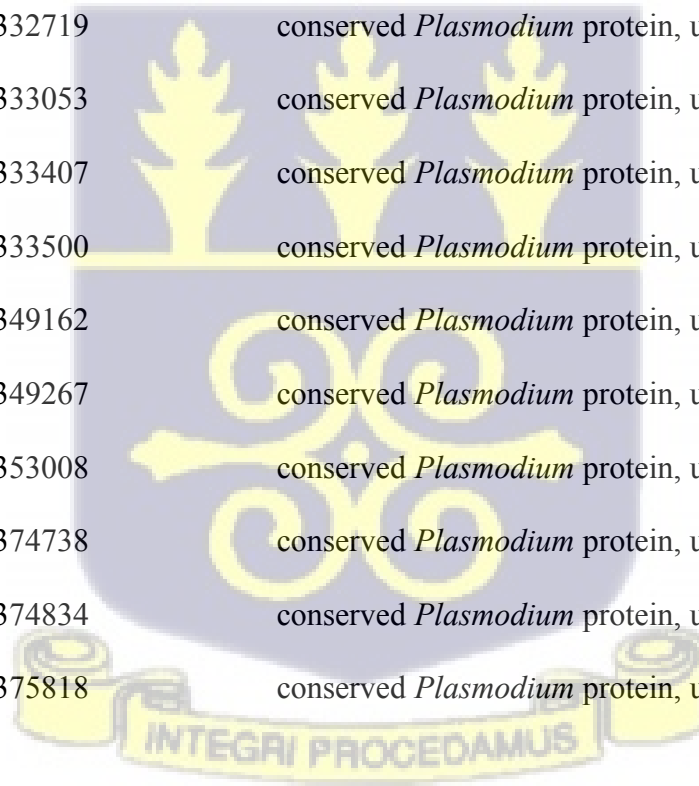 332719 conserved Plasmodium protein, u
333053 conserved Plasmodium protein, u
333407 conserved Plasmodium protein, u
333500 conserved Plasmodium protein, u
349162 conserved Plasmodium protein, u
349267 conserved Plasmodium protein, u
353008 conserved Plasmodium protein, u
374738 conserved Plasmodium protein, u
374834 conserved Plasmodium protein, u
375818 conserved Plasmodium protein, u
INTEGRI PROCEDAMUS